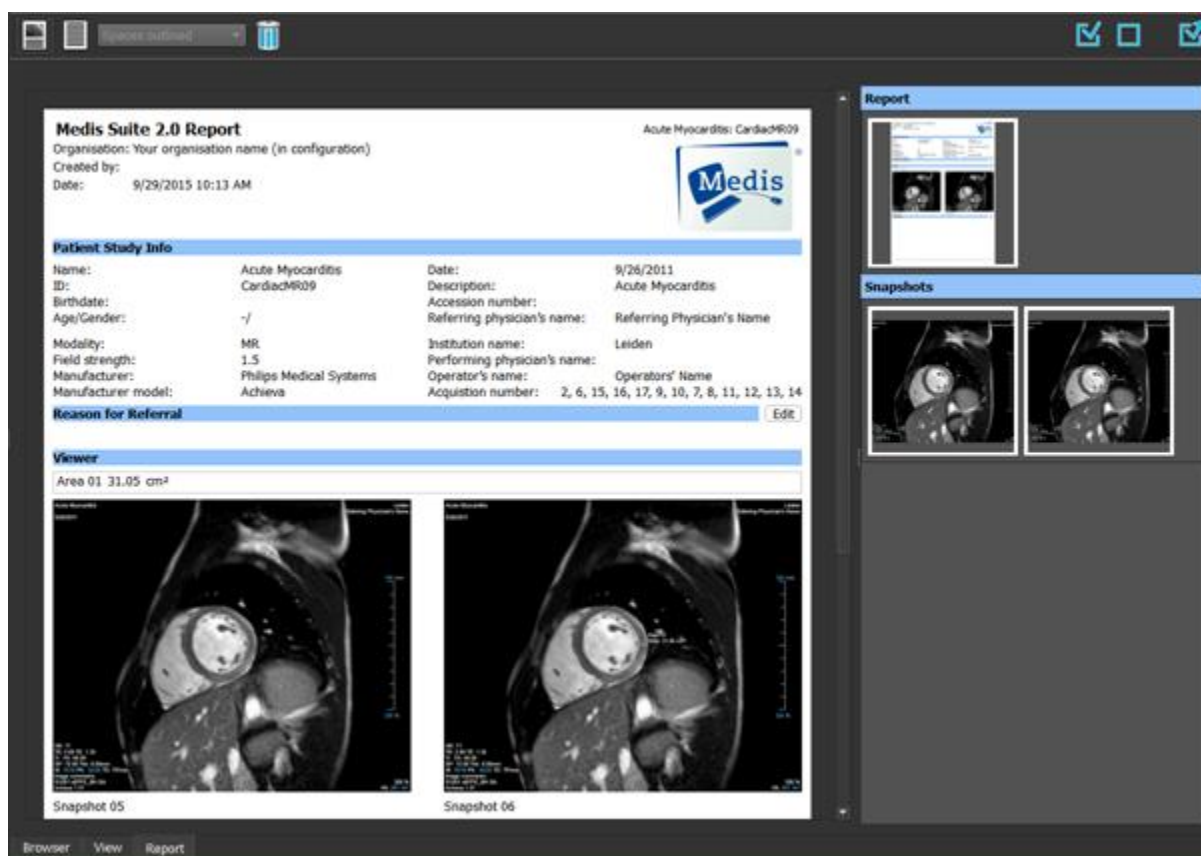 Spaces outlined
Medis Suite 2.0 Report
Acute Myocarditis: CardiacMR09
Organisation: Your organisation name (in configuration)
Created by:
Date: 9/29/2015 10:13 AM
Medis
®
Patient Study Info
Name: Acute Myocarditis Date: 9/26/2011
ID: CardiacMR09 Description: Acute Myocarditis
Birthdate: Accession number:
Age/Gender: -/ Referring physician's name: Referring Physician's Name
Modality: MR Institution name: Leiden
Field strength: 1.5 Performing physician's name:
Manufacturer: Philips Medical Systems Operator's name: Operators' Name
Manufacturer model: Achieva Acquistion number: 2, 6, 15, 16, 17, 9, 10, 7, 8, 11, 12, 13, 14
Reason for Referral Edit
Viewer
Area 01 31.05 cm²
Snapshot 05 Snapshot 06
Report
Snapshots
Browser View Report